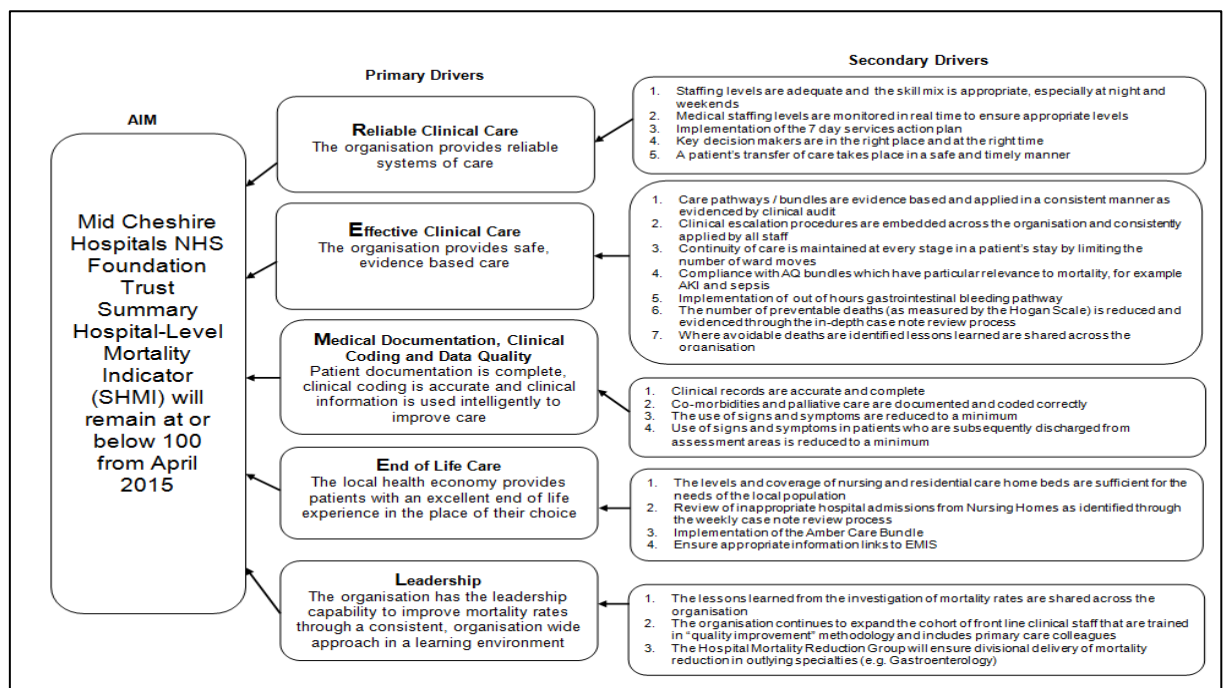 AIM
Mid Cheshire
Hospitals NHS
Foundation
Trust
Summary
Hospital-Level
Mortality
Indicator
(SHMI) will
remain at or
below 100
from April
2015
Primary Drivers
Reliable Clinical Care
The organisation provides reliable
systems of care
Effective Clinical Care
The organisation provides safe,
evidence based care
Medical Documentation, Clinical
Coding and Data Quality
Patient documentation is complete,
clinical coding is accurate and clinical
information is used intelligently to
improve care
End of Life Care
The local health economy provides
patients with an excellent end of life
experience in the place of their choice
Leadership
The organisation has the leadership
capability to improve mortality rates
through a consistent, organisation wide
approach in a learning environment
Secondary Drivers
1. Staffing levels are adequate and the skill mix is appropriate, especially at night and
weekends
2. Medical staffing levels are monitored in real time to ensure appropriate levels
3. Implementation of the 7 day services action plan
4. Key decision makers are in the right place and at the right time
5. A patient's transfer of care takes place in a safe and timely manner
1. Care pathways / bundles are evidence based and applied in a consistent manner as
evidenced by clinical audit
2. Clinical escalation procedures are embedded across the organisation and consistently
applied by all staff
3. Continuity of care is maintained at every stage in a patient's stay by limiting the
number of ward moves
4. Compliance with AQ bundles which have particular relevance to mortality, for example
AKI and sepsis
5. Implementation of out of hours gastrointestinal bleeding pathway
6. The number of preventable deaths (as measured by the Hogan Scale) is reduced and
evidenced through the in-depth case note review process
7. Where avoidable deaths are identified lessons learned are shared across the
organisation
1. Clinical records are accurate and complete
2. Co-morbidities and palliative care are documented and coded correctly
3. The use of signs and symptoms are reduced to a minimum
4. Use of signs and symptoms in patients who are subsequently discharged from
assessment areas is reduced to a minimum
1. The levels and coverage of nursing and residential care home beds are sufficient for the
needs of the local population
2. Review of inappropriate hospital admissions from Nursing Homes as identified through
the weekly case note review process
3. Implementation of the Amber Care Bundle
4. Ensure appropriate information links to EMIS
1. The lessons learned from the investigation of mortality rates are shared across the
organisation
2. The organisation continues to expand the cohort of front line clinical staff that are trained
in "quality improvement" methodology and includes primary care colleagues
3. The Hospital Mortality Reduction Group will ensure divisional delivery of mortality
reduction in outlying specialties (e.g. Gastroenterology)